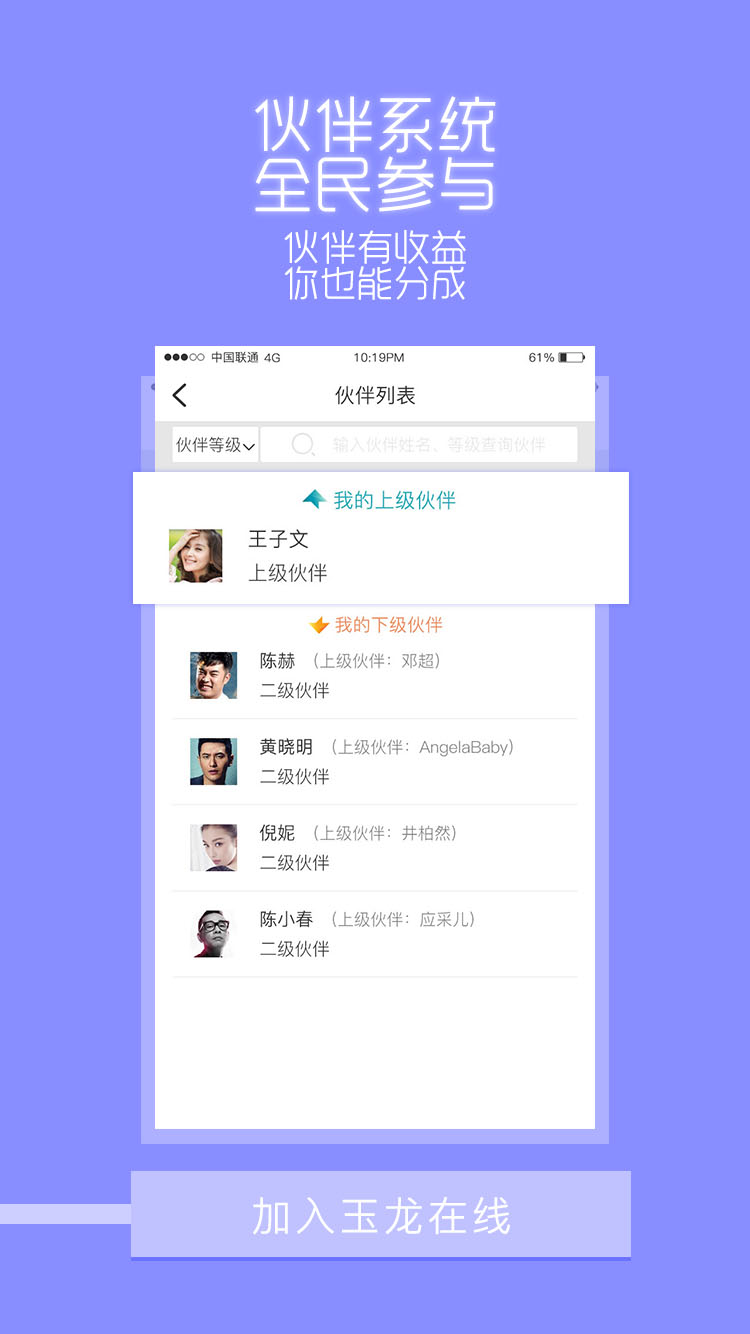 伙伴系统
全民参与
伙伴有收益
你也能分成
中国联通 4G 10:19PM 61%
伙伴列表
伙伴等级 输入伙伴姓名、等级查询伙伴
我的上级伙伴
王子文
上级伙伴
我的下级伙伴
陈赫 （上级伙伴：邓超）
二级伙伴
黄晓明 （上级伙伴：AngelaBaby）
二级伙伴
倪妮 （上级伙伴：井柏然）
二级伙伴
陈小春 （上级伙伴：应采儿）
二级伙伴
加入玉龙在线